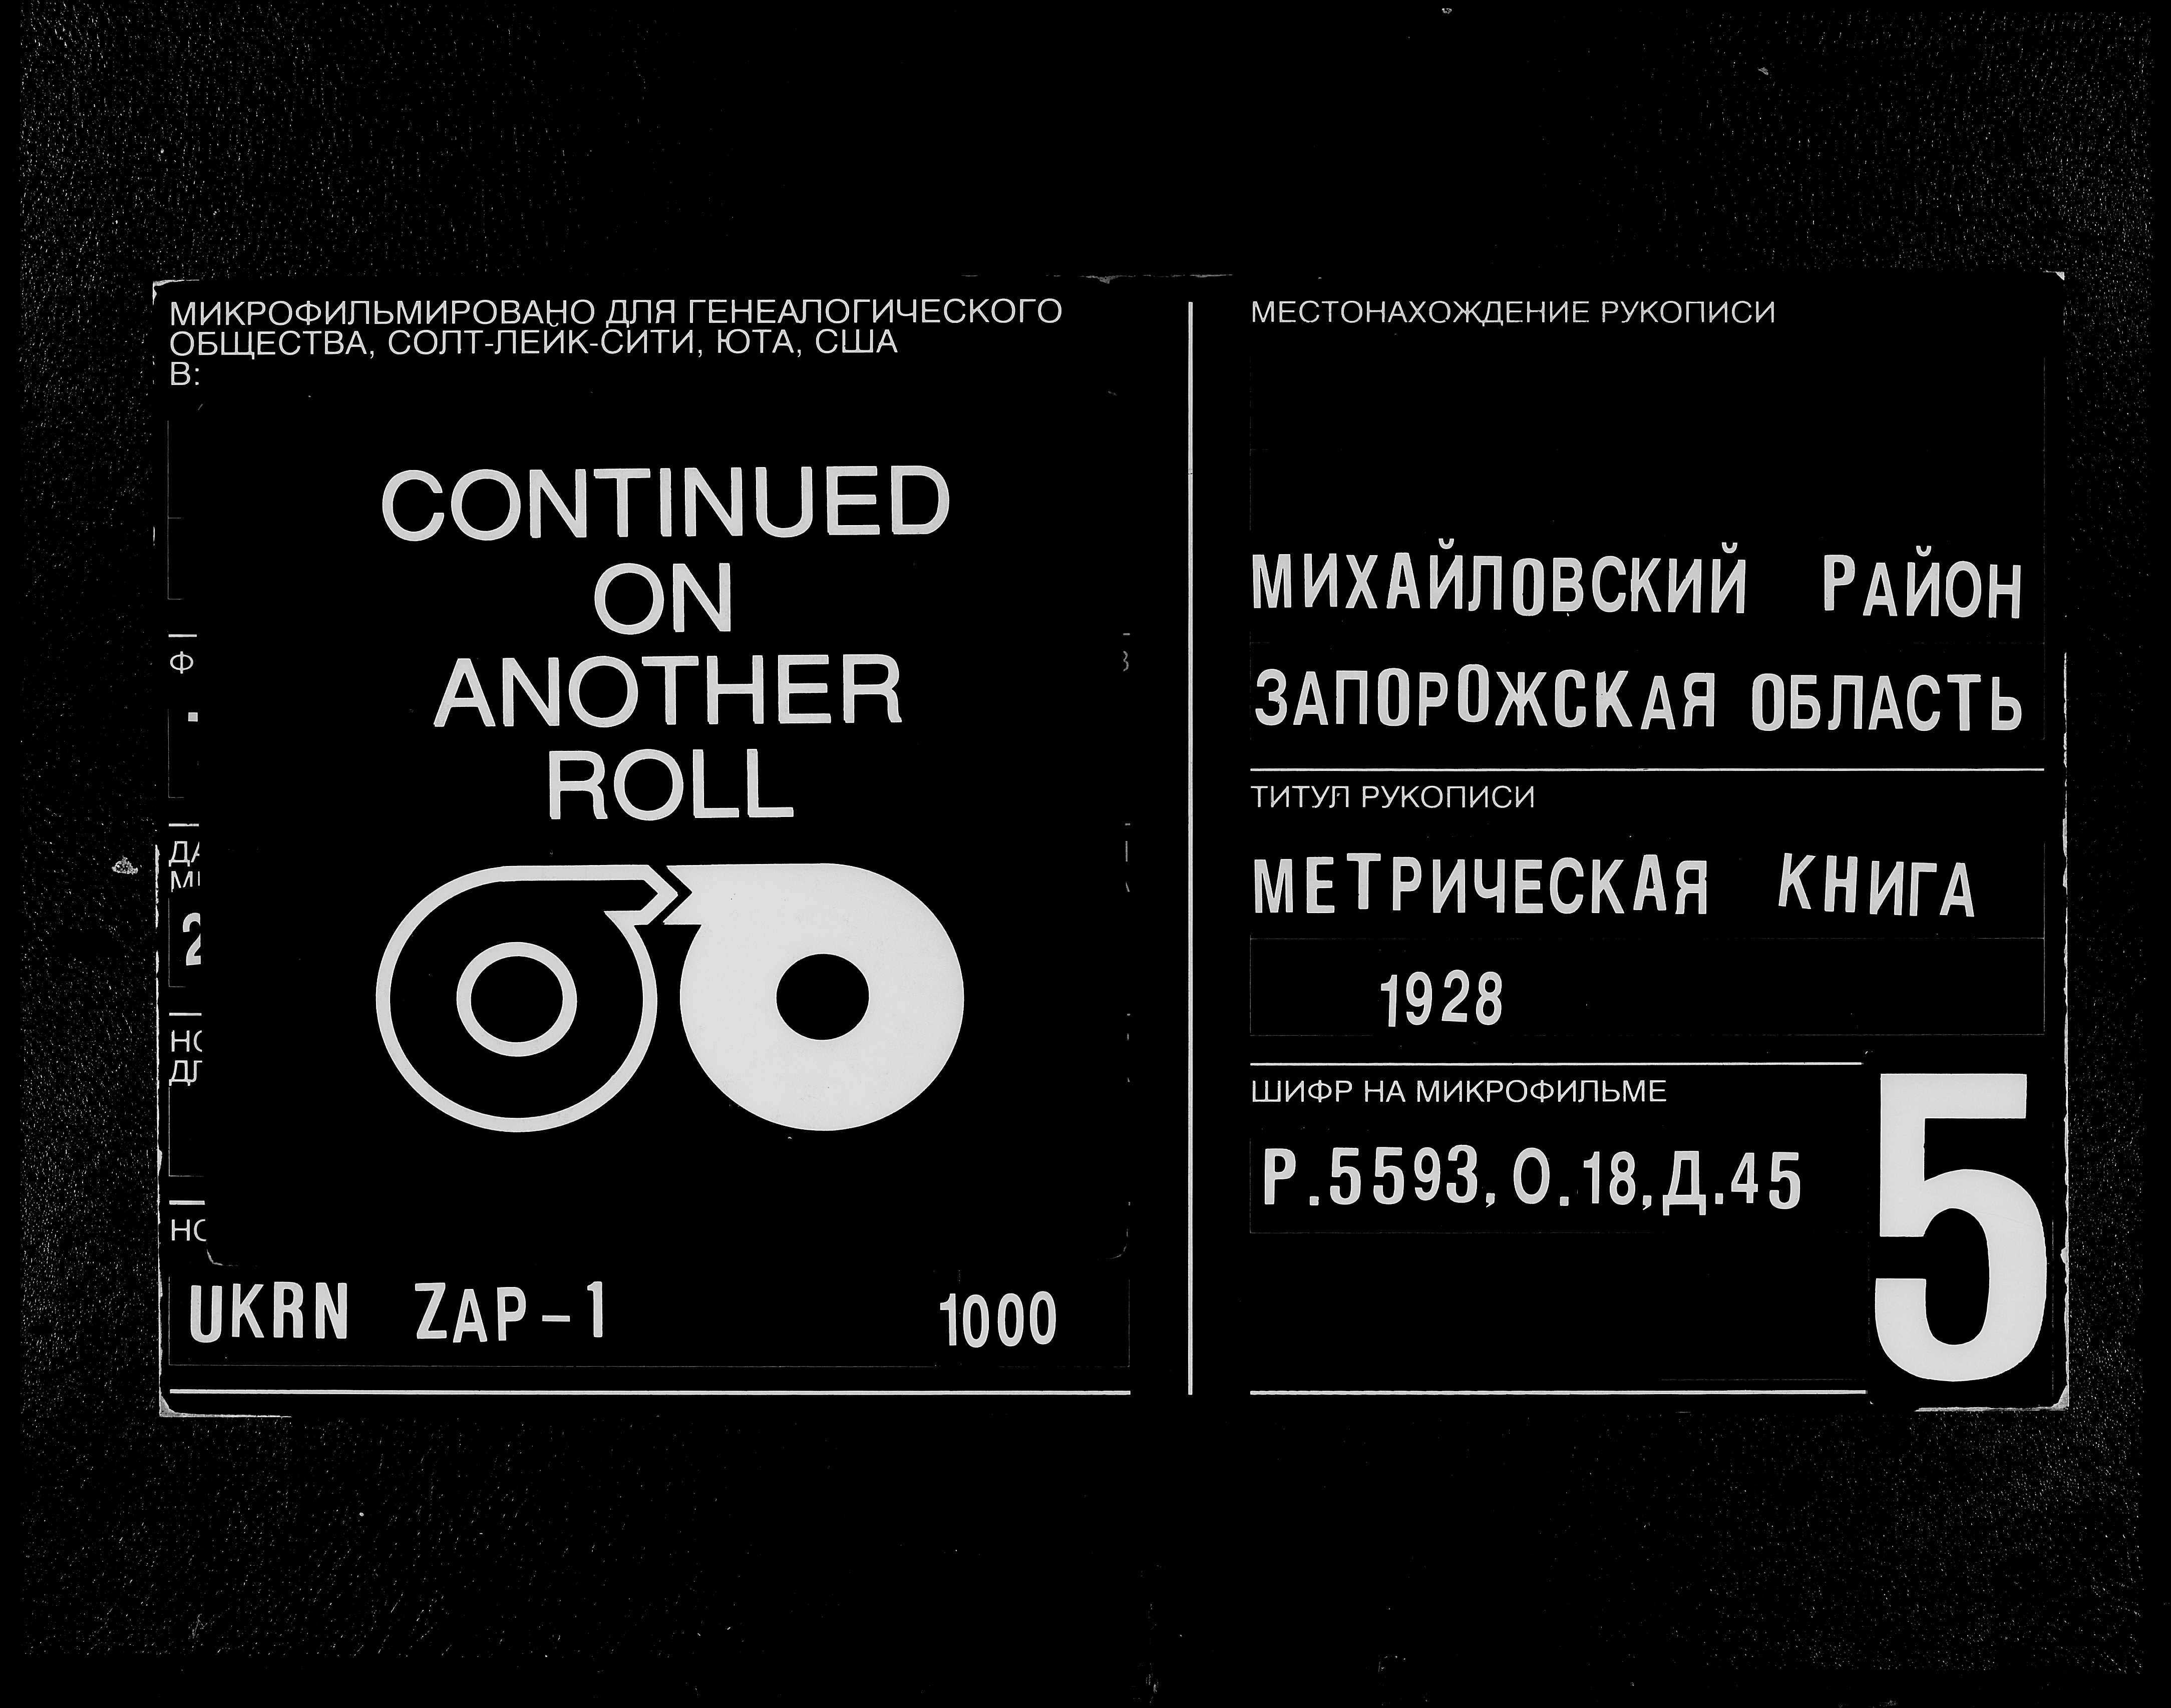 МИКРОФИЛЬМИРОВАНО ДЛЯ ГЕНЕАЛОГИЧЕСКОГО
ОБЩЕСТВА, СОЛТ-ЛЕЙК-СИТИ, ЮТА, США
В:
CONTINUED
ON
ANOTHER
ROLL
UKRN ZAP-1 1000
МЕСТОНАХОЖДЕНИЕ РУКОПИСИ
МИХАЙЛОВСКИЙ РАЙОН
ЗАПОРОЖСКАЯ ОБЛАСТЬ
ТИТУЛ РУКОПИСИ
МЕТРИЧЕСКАЯ КНИГА
1928
ШИФР НА МИКРОФИЛЬМЕ
Р.5593, О.18, Д.45
5